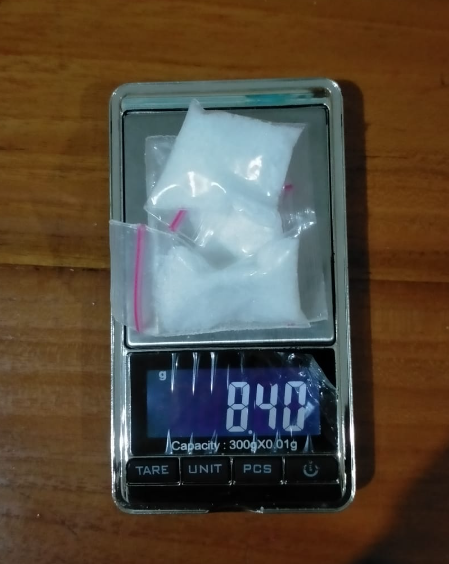 g
8.40
Capacity : 300gX0.01g
TARE UNIT PCS